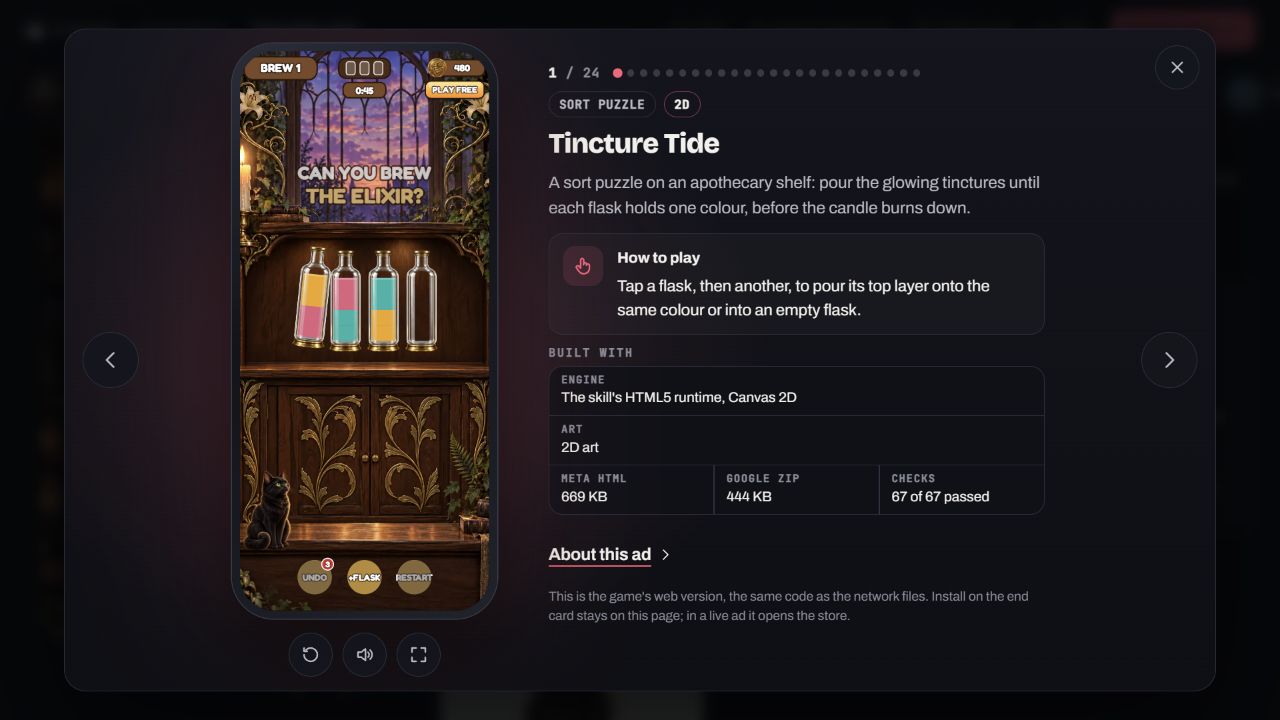 BREW 1
480
0:45
PLAY FREE
CAN YOU BREW
THE ELIXIR?
3
UNDO
+FLASK
RESTART
1 / 24
SORT PUZZLE
2D
Tincture Tide
A sort puzzle on an apothecary shelf: pour the glowing tinctures until
each flask holds one colour, before the candle burns down.
How to play
Tap a flask, then another, to pour its top layer onto the
same colour or into an empty flask.
BUILT WITH
ENGINE
The skill's HTML5 runtime, Canvas 2D
ART
2D art
META HTML
669 KB
GOOGLE ZIP
444 KB
CHECKS
67 of 67 passed
About this ad
This is the game's web version, the same code as the network files. Install on the end
card stays on this page; in a live ad it opens the store.